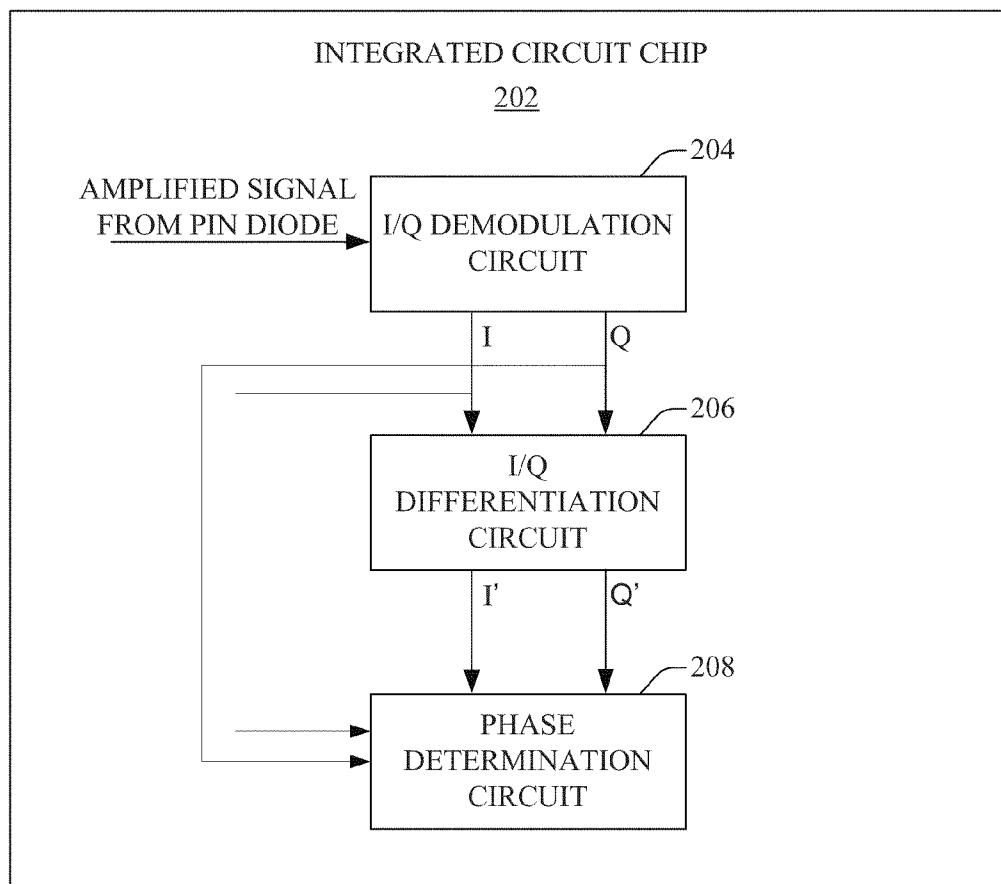 INTEGRATED CIRCUIT CHIP
202
204
AMPLIFIED SIGNAL
FROM PIN DIODE
I/Q DEMODULATION
CIRCUIT
I
Q
206
I/Q
DIFFERENTIATION
CIRCUIT
I'
Q'
208
PHASE
DETERMINATION
CIRCUIT